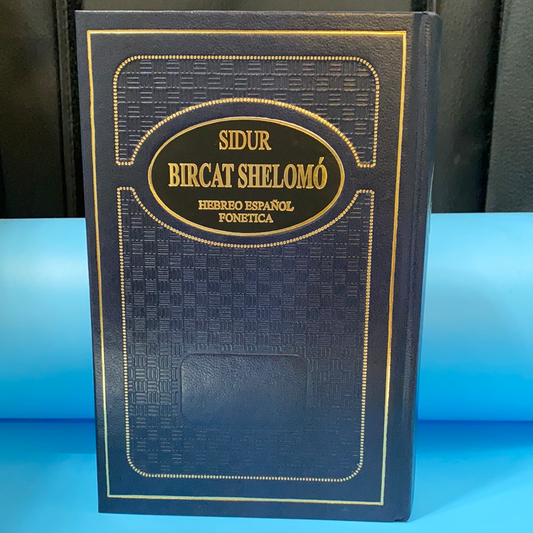 SIDUR
BIRCAT SHELOMÓ
HEBREO ESPAÑOL
FONETICA